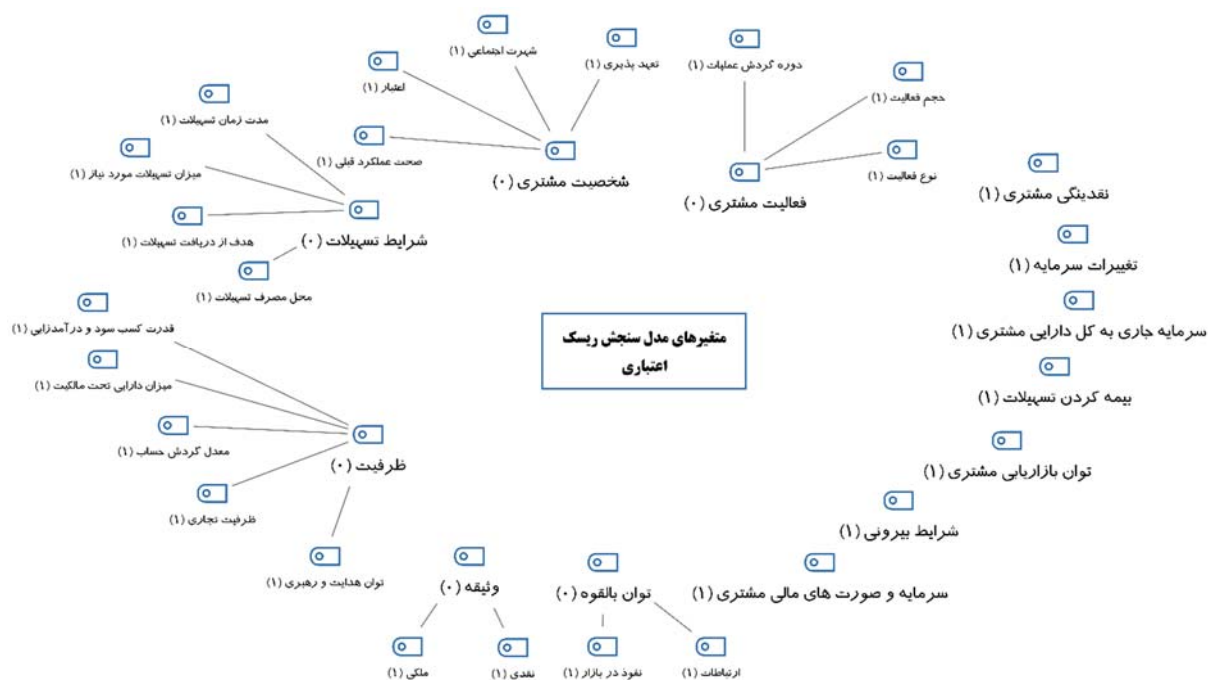 شهرت اجتماعی (۱)
تعهد پذیری (۱)
دوره گردش عملیات (۱)
اعتبار (۱)
حجم فعالیت (۱)
مدت زمان تسهیلات (۱)
صحت عملکرد قبلی (۱)
شخصیت مشتری (۰)
نوع فعالیت (۱)
میزان تسهیلات مورد نیاز (۱)
فعالیت مشتری (۰)
نقدینگی مشتری (۱)
هدف از دریافت تسهیلات (۱)
شرایط تسهیلات (۰)
تغییرات سرمایه (۱)
محل مصرف تسهیلات (۱)
قدرت کسب سود و درآمدزایی (۱)
سرمایه جاری به کل دارایی مشتری (۱)
متغیرهای مدل سنجش ریسک
اعتباری
میزان دارایی تحت مالکیت (۱)
بیمه کردن تسهیلات (۱)
معدل گردش حساب (۱)
ظرفیت (۰)
توان بازاریابی مشتری (۱)
ظرفیت تجاری (۱)
شرایط بیرونی (۱)
توان هدایت و رهبری (۱)
وثیقه (۰)
توان بالقوه (۰)
سرمایه و صورت های مالی مشتری (۱)
ملکی (۱)
نقدی (۱)
نفوذ در بازار (۱)
ارتباطات (۱)